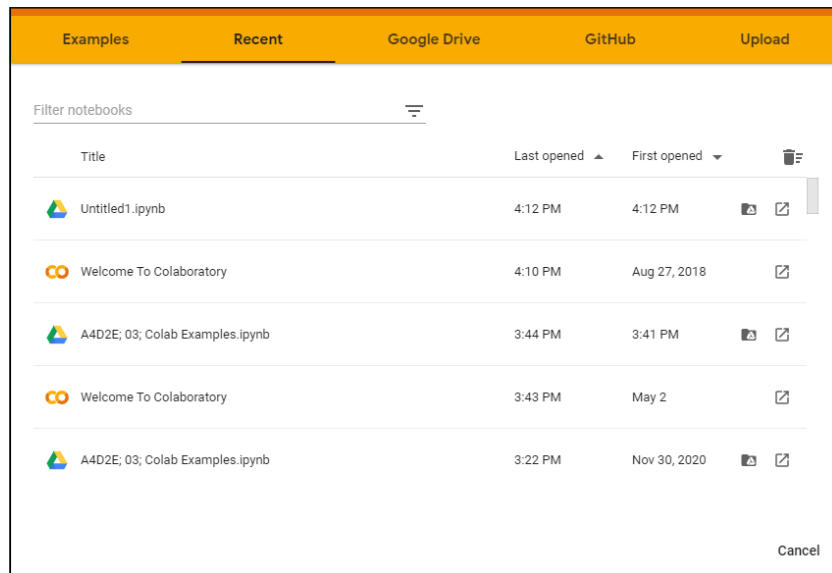 Examples Recent Google Drive GitHub Upload
Filter notebooks
Title Last opened First opened
Untitled1.ipynb 4:12 PM 4:12 PM
Welcome To Colaboratory 4:10 PM Aug 27, 2018
A4D2E; 03; Colab Examples.ipynb 3:44 PM 3:41 PM
Welcome To Colaboratory 3:43 PM May 2
A4D2E; 03; Colab Examples.ipynb 3:22 PM Nov 30, 2020
Cancel